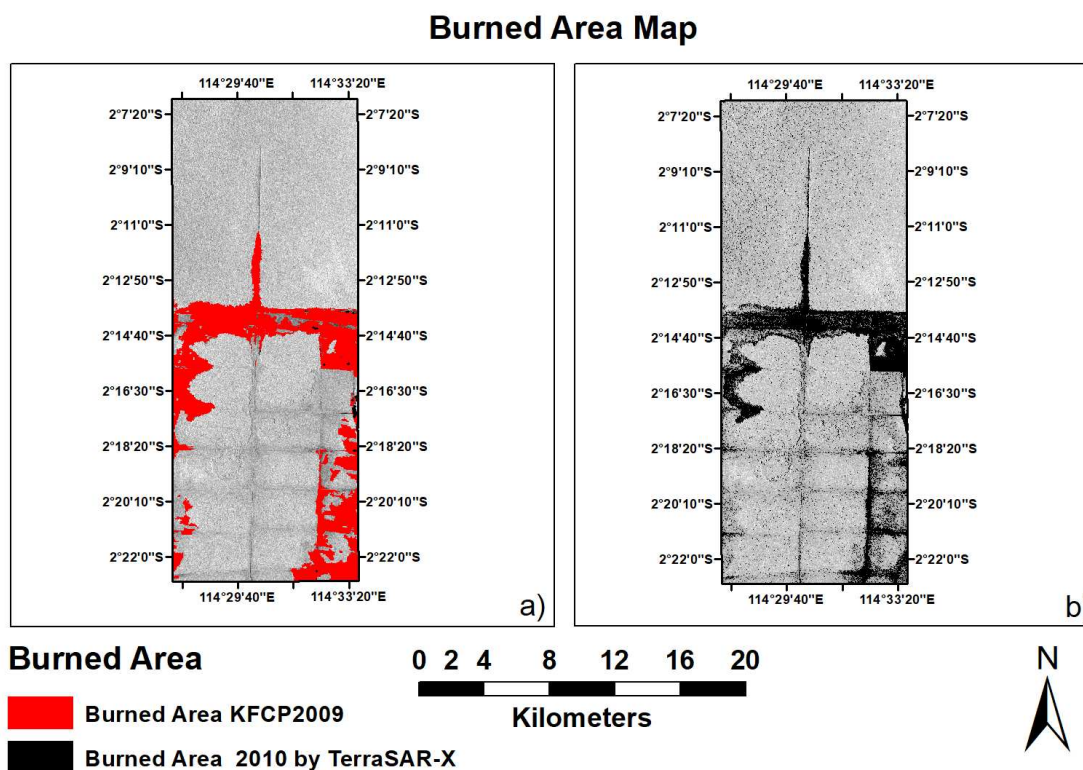 Burned Area Map
114°29'40"E 114°33'20"E
2°7'20"S 2°7'20"S
2°9'10"S 2°9'10"S
2°11'0"S 2°11'0"S
2°12'50"S 2°12'50"S
2°14'40"S 2°14'40"S
2°16'30"S 2°16'30"S
2°18'20"S 2°18'20"S
2°20'10"S 2°20'10"S
2°22'0"S 2°22'0"S
114°29'40"E 114°33'20"E
a)
114°29'40"E 114°33'20"E
2°7'20"S 2°7'20"S
2°9'10"S 2°9'10"S
2°11'0"S 2°11'0"S
2°12'50"S 2°12'50"S
2°14'40"S 2°14'40"S
2°16'30"S 2°16'30"S
2°18'20"S 2°18'20"S
2°20'10"S 2°20'10"S
2°22'0"S 2°22'0"S
114°29'40"E 114°33'20"E
b)
Burned Area
Burned Area KFCP2009
Burned Area 2010 by TerraSAR-X
0 2 4 8 12 16 20
Kilometers
N